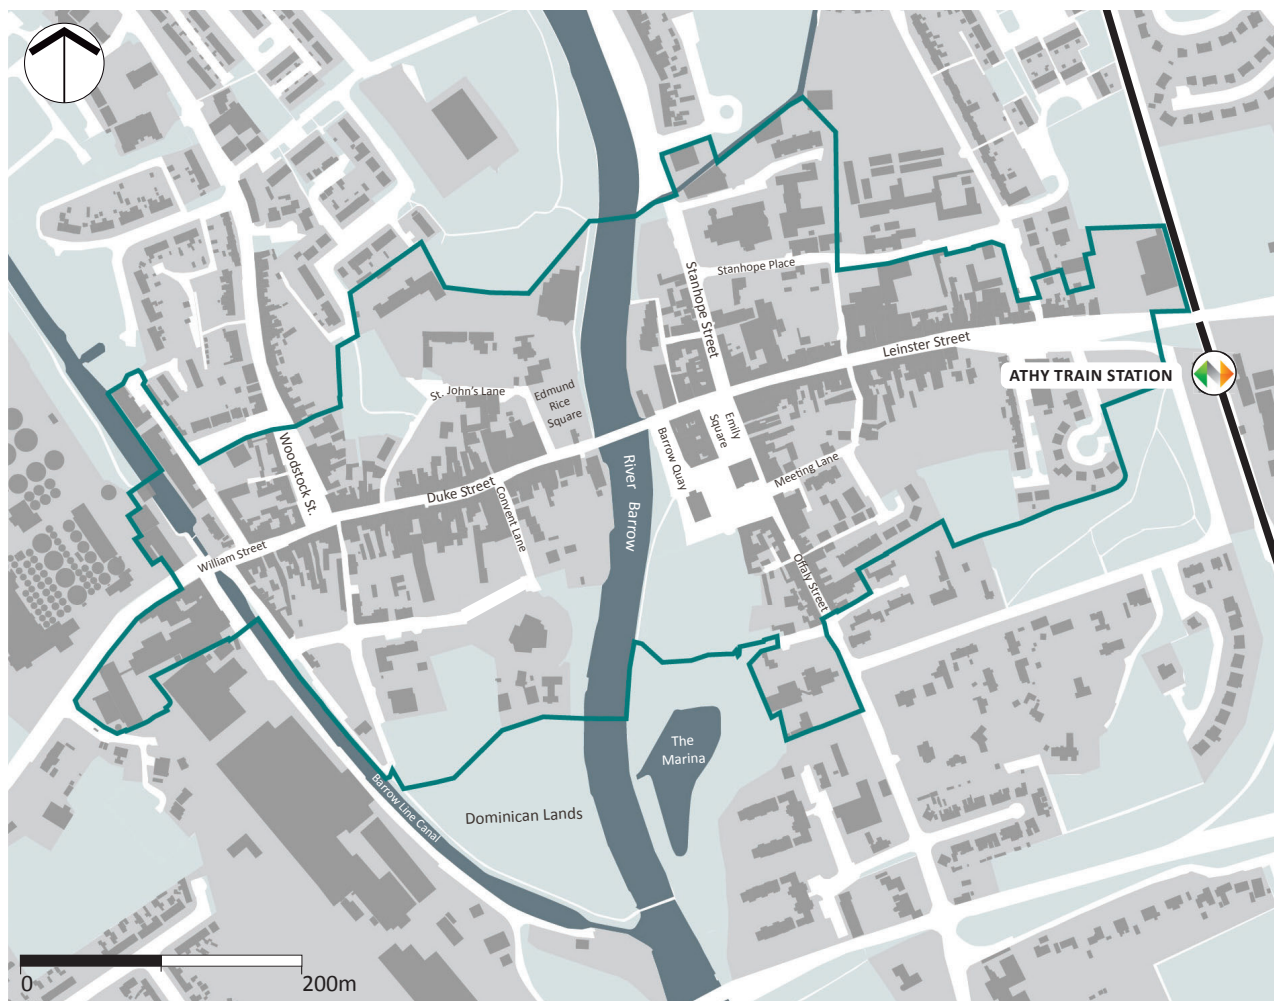 Stanhope Place
Stanhope Street
Leinster Street
ATHY TRAIN STATION
St. John's Lane
Edmund
Rice
Square
Emily
Square
Barrow Quay
Woodstock St.
Duke Street
Convent Lane
River Barrow
Meeting Lane
William Street
Offaly Street
The
Marina
Barrow Line Canal
Dominican Lands
0
200m